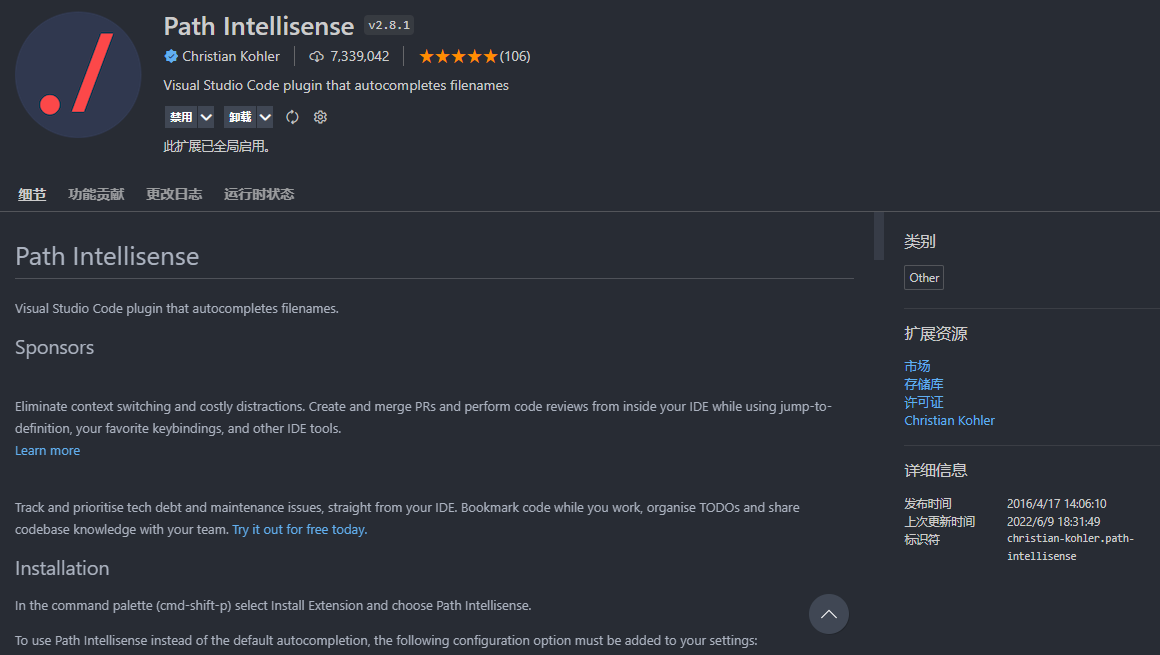 Path Intellisense v2.8.1
Christian Kohler 7,339,042 (106)
Visual Studio Code plugin that autocompletes filenames
禁用 卸载
此扩展已全局启用。
细节 功能贡献 更改日志 运行时状态
Path Intellisense
Visual Studio Code plugin that autocompletes filenames.
Sponsors
Eliminate context switching and costly distractions. Create and merge PRs and perform code reviews from inside your IDE while using jump-to-
definition, your favorite keybindings, and other IDE tools.
Learn more
Track and prioritise tech debt and maintenance issues, straight from your IDE. Bookmark code while you work, organise TODOs and share
codebase knowledge with your team. Try it out for free today.
Installation
In the command palette (cmd-shift-p) select Install Extension and choose Path Intellisense.
To use Path Intellisense instead of the default autocompletion, the following configuration option must be added to your settings:
类别
Other
扩展资源
市场
存储库
许可证
Christian Kohler
详细信息
发布时间 2016/4/17 14:06:10
上次更新时间 2022/6/9 18:31:49
标识符 christian-kohler.path-
intellisense